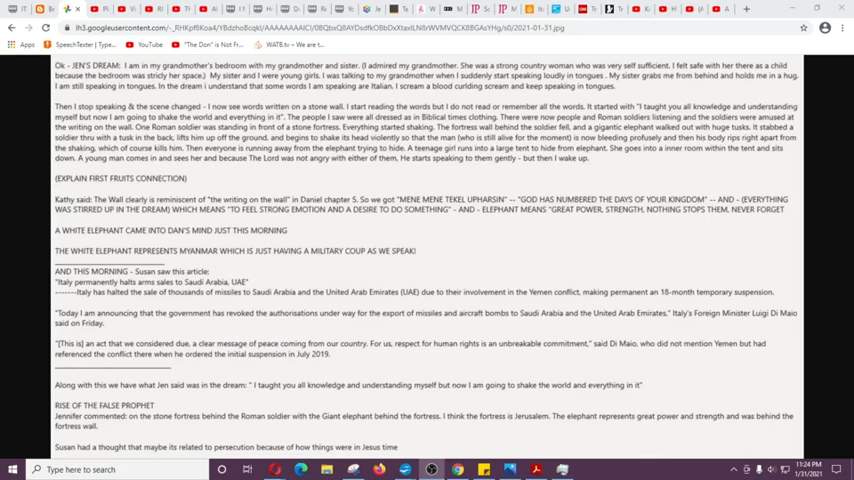 lh3.googleusercontent.com/-_RHKpf8Koa4/YBdzhoBcqId/AAAAAAAAlCI/0BQbxQ8AYDsdfkOBbDxXtaxILN8rWVMVQCK8BGAsYHg/s0/2021-01-31.jpg
Apps
SpeechTexter | Type...
YouTube
"The Don" is Not Fr...
WATB.tv – We are t...
Ok - JEN'S DREAM: I am in my grandmother's bedroom with my grandmother and sister. (I admired my grandmother. She was a strong country woman who was very self sufficient. I felt safe with her there as a child
because the bedroom was stricly her space.) My sister and I were young girls. I was talking to my grandmother when I suddenly start speaking loudly in tongues . My sister grabs me from behind and holds me in a hug.
I am still speaking in tongues. In the dream i understand that some words I am speaking are Italian. I scream a blood curldling scream and keep speaking in tongues.
Then I stop speaking & the scene changed - I now see words written on a stone wall. I start reading the words but I do not read or remember all the words. It started with "I taught you all knowledge and understanding
myself but now I am going to shake the world and everything in it". The people I saw were all dressed as in Biblical times clothing. There were now people and Roman soldiers listening and the soldiers were amused at
the writing on the wall. One Roman soldier was standing in front of a stone fortress. Everything started shaking. The fortress wall behind the soldier fell, and a gigantic elephant walked out with huge tusks. It stabbed a
soldier thru with a tusk in the back, lifts him up off the ground, and begins to shake its head violently so that the man (who is still alive for the moment) is now bleeding profusely and then his body rips right apart from
the shaking, which of course kills him. Then everyone is running away from the elephant trying to hide. A teenage girl runs into a large tent to hide from elephant. She goes into a inner room within the tent and sits
down. A young man comes in and sees her and because The Lord was not angry with either of them, He starts speaking to them gently - but then I wake up.
(EXPLAIN FIRST FRUITS CONNECTION)
Kathy said: The Wall clearly is reminiscent of "the writing on the wall" in Daniel chapter 5. So we got "MENE MENE TEKEL UPHARSIN" -- "GOD HAS NUMBERED THE DAYS OF YOUR KINGDOM" -- AND - (EVERYTHING
WAS STIRRED UP IN THE DREAM) WHICH MEANS "TO FEEL STRONG EMOTION AND A DESIRE TO DO SOMETHING" - AND - ELEPHANT MEANS "GREAT POWER, STRENGTH, NOTHING STOPS THEM, NEVER FORGET
A WHITE ELEPHANT CAME INTO DAN'S MIND JUST THIS MORNING
THE WHITE ELEPHANT REPRESENTS MYANMAR WHICH IS JUST HAVING A MILITARY COUP AS WE SPEAK!
AND THIS MORNING - Susan saw this article:
"Italy permanently halts arms sales to Saudi Arabia, UAE"
-------Italy has halted the sale of thousands of missiles to Saudi Arabia and the United Arab Emirates (UAE) due to their involvement in the Yemen conflict, making permanent an 18-month temporary suspension.
"Today I am announcing that the government has revoked the authorisations under way for the export of missiles and aircraft bombs to Saudi Arabia and the United Arab Emirates," Italy's Foreign Minister Luigi Di Maio
said on Friday.
"[This is] an act that we considered due, a clear message of peace coming from our country. For us, respect for human rights is an unbreakable commitment," said Di Maio, who did not mention Yemen but had
referenced the conflict there when he ordered the initial suspension in July 2019.
Along with this we have what Jen said was in the dream: " I taught you all knowledge and understanding myself but now I am going to shake the world and everything in it"
RISE OF THE FALSE PROPHET
Jennifer commented: on the stone fortress behind the Roman soldier with the Giant elephant behind the fortress. I think the fortress is Jerusalem. The elephant represents great power and strength and was behind the
fortress wall.
Susan had a thought that maybe its related to persecution because of how things were in Jesus time
Type here to search
11:24 PM
1/31/2021